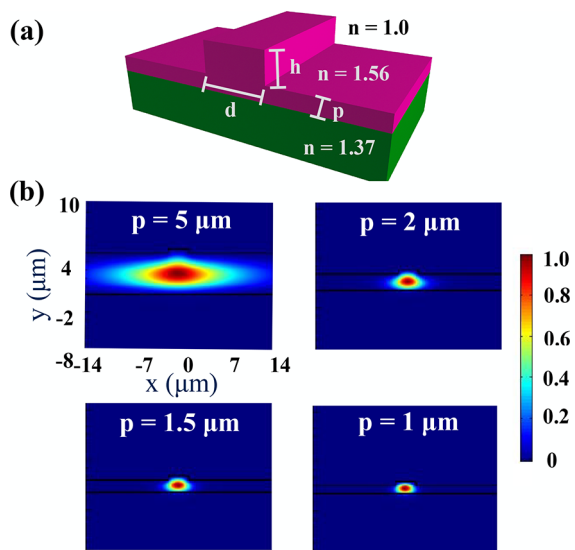 (a)
n = 1.0
h
n = 1.56
d
p
n = 1.37
(b)
10
4
-2
-8
y (μm)
p = 5 μm
-14 -7 0 7 14
x (μm)
p = 2 μm
p = 1.5 μm
p = 1 μm
1.0
0.8
0.6
0.4
0.2
0